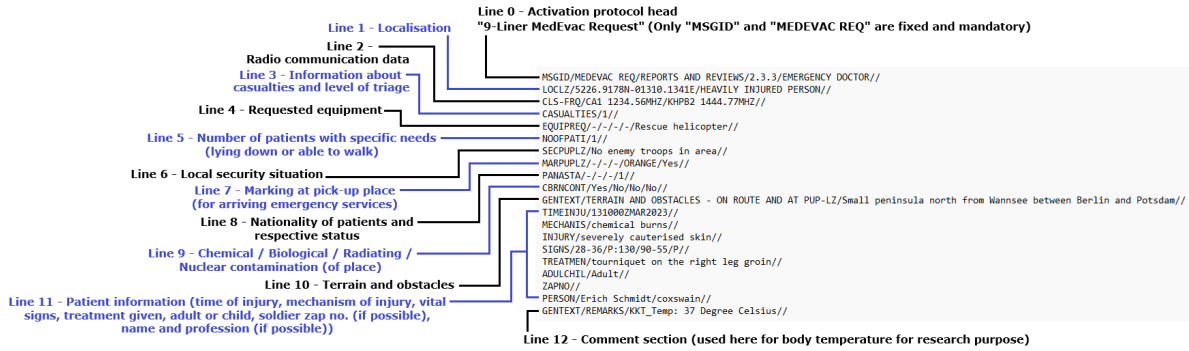 Line 0 - Activation protocol head
"9-Liner MedEvac Request" (Only "MSGID" and "MEDEVAC REQ" are fixed and mandatory)
Line 1 - Localisation
Line 2 -
Radio communication data
Line 3 - Information about
casualties and level of triage
Line 4 - Requested equipment
Line 5 - Number of patients with specific needs
(lying down or able to walk)
Line 6 - Local security situation
Line 7 - Marking at pick-up place
(for arriving emergency services)
Line 8 - Nationality of patients and
respective status
Line 9 - Chemical / Biological / Radiating /
Nuclear contamination (of place)
Line 10 - Terrain and obstacles
Line 11 - Patient information (time of injury, mechanism of injury, vital
signs, treatment given, adult or child, soldier zap no. (if possible),
name and profession (if possible))
MSGID/MEDEVAC REQ/REPORTS AND REVIEWS/2.3.3/EMERGENCY DOCTOR//
LOCLZ/5226.9178N-01310.1341E/HEAVILY INJURED PERSON//
CLS-FRQ/CA1 1234.56MHZ/KHPB2 1444.77MHZ//
CASUALTIES/1//
EQUIPREQ/-/-/-/-/Rescue helicopter//
NOOFPATI/1//
SECPUPLZ/No enemy troops in area//
MARPUPLZ/-/-/-/ORANGE/Yes//
PANASTA/-/-/-/1//
CBRNCONT/Yes/No/No/No//
GENTEXT/TERRAIN AND OBSTACLES - ON ROUTE AND AT PUP-LZ/Small peninsula north from Wannsee between Berlin and Potsdam//
TIMEINJU/131000ZMAR2023//
MECHANIS/chemical burns//
INJURY/severely cauterised skin//
SIGNS/28-36/P:130/90-55/P//
TREATMEN/tourniquet on the right leg groin//
ADULCHIL/Adult//
ZAPNO//
PERSON/Erich Schmidt/coxswain//
GENTEXT/REMARKS/KKT_Temp: 37 Degree Celsius//
Line 12 - Comment section (used here for body temperature for research purpose)